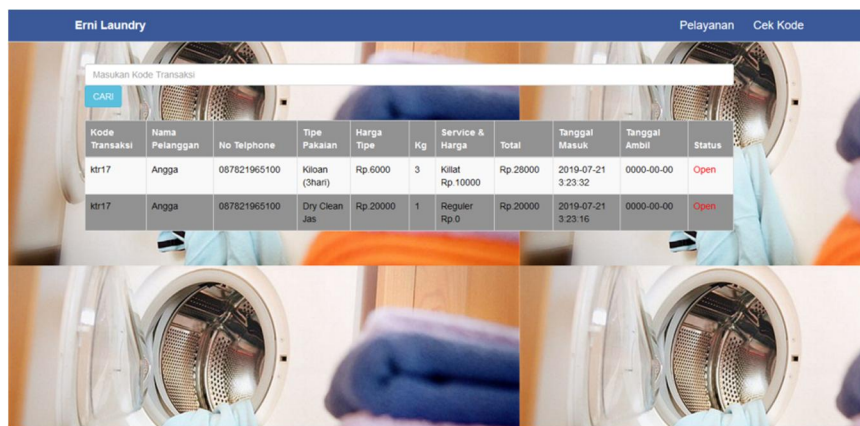 Erni Laundry Pelayanan Cek Kode
Masukan Kode Transaksi
CARI
Kode Transaksi Nama Pelanggan No Telphone Tipe Pakaian Harga Tipe Kg Service & Harga Total Tanggal Masuk Tanggal Ambil Status
ktr17 Angga 087821965100 Kiloan (3hari) Rp.6000 3 Killat Rp.10000 Rp.28000 2019-07-21 3:23:32 0000-00-00 Open
ktr17 Angga 087821965100 Dry Clean Jas Rp.20000 1 Reguler Rp.0 Rp.20000 2019-07-21 3:23:16 0000-00-00 Open